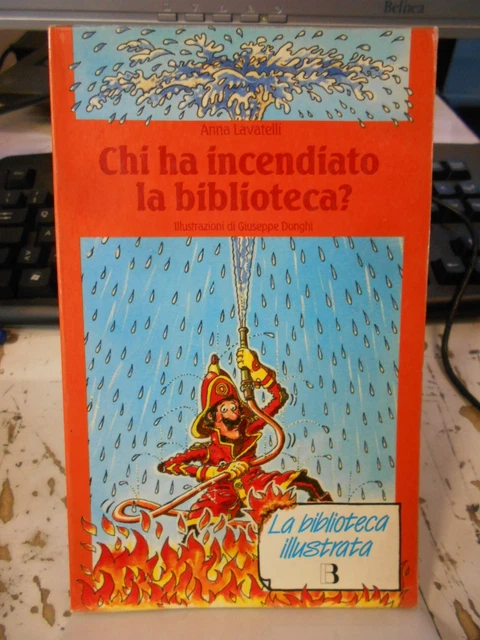 Belinea
Anna Lavatelli
Chi ha incendiato
la biblioteca?
Illustrazioni di Giuseppe Donghi
La biblioteca
illustrata
B